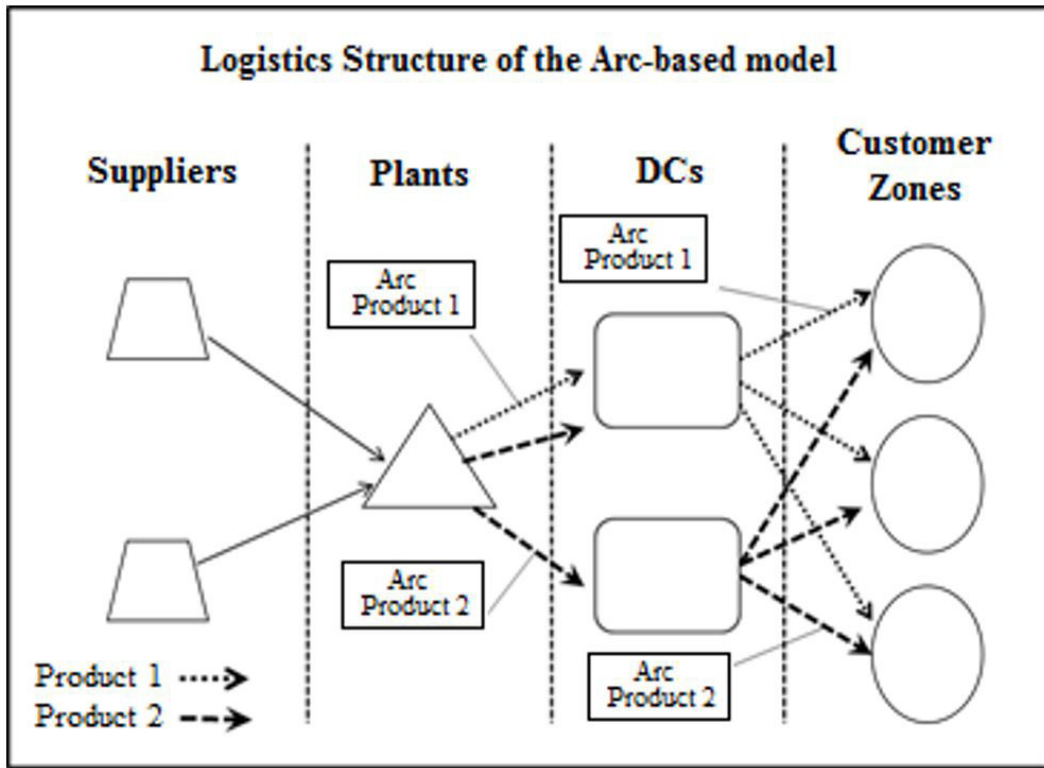 Logistics Structure of the Arc-based model
Suppliers
Plants
DCs
Customer
Zones
Arc
Product 1
Arc
Product 1
Arc
Product 2
Arc
Product 2
Product 1
Product 2